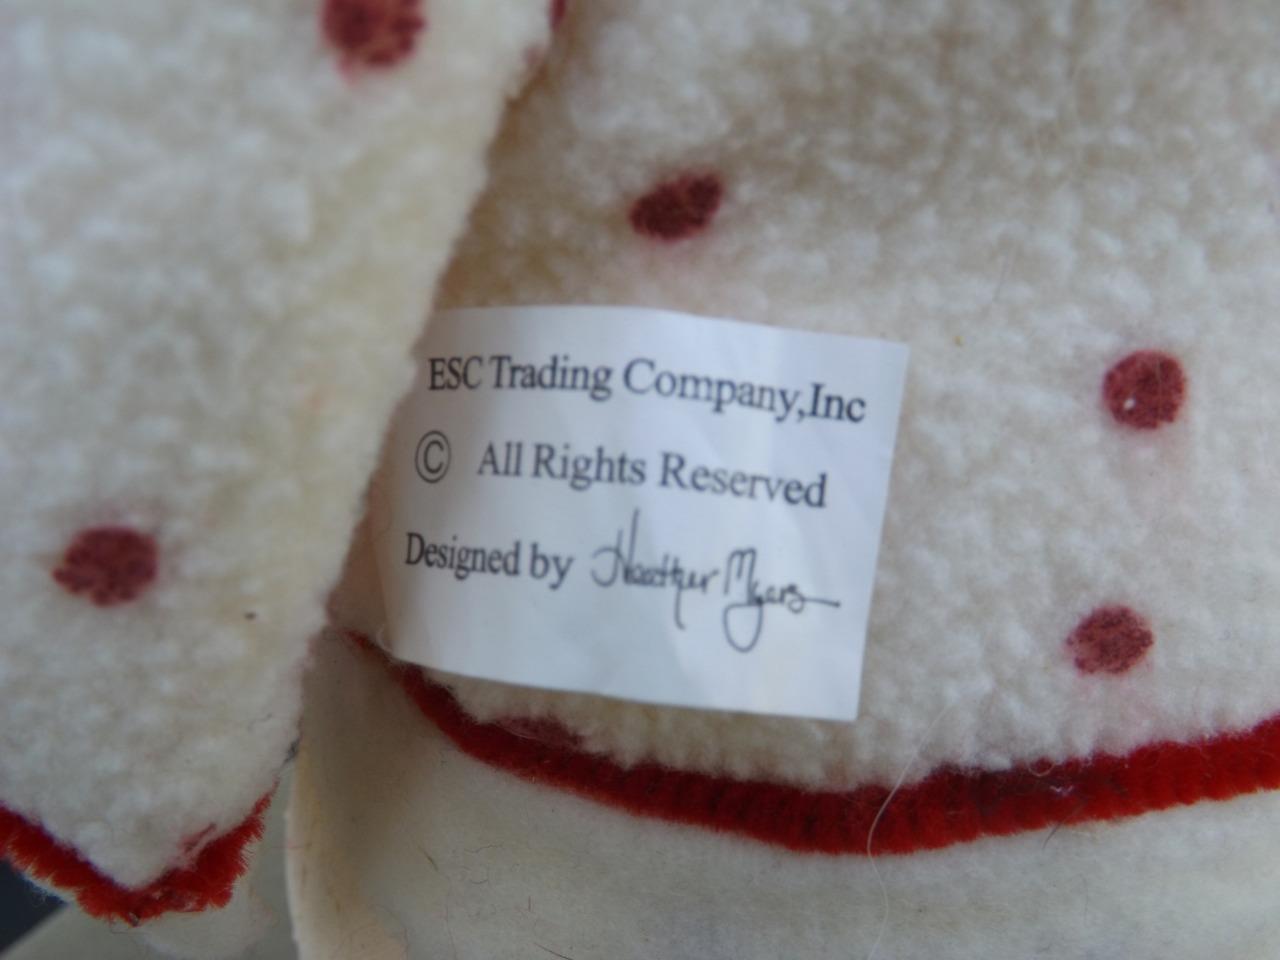 ESC Trading Company,Inc
© All Rights Reserved
Designed by Heather Myers